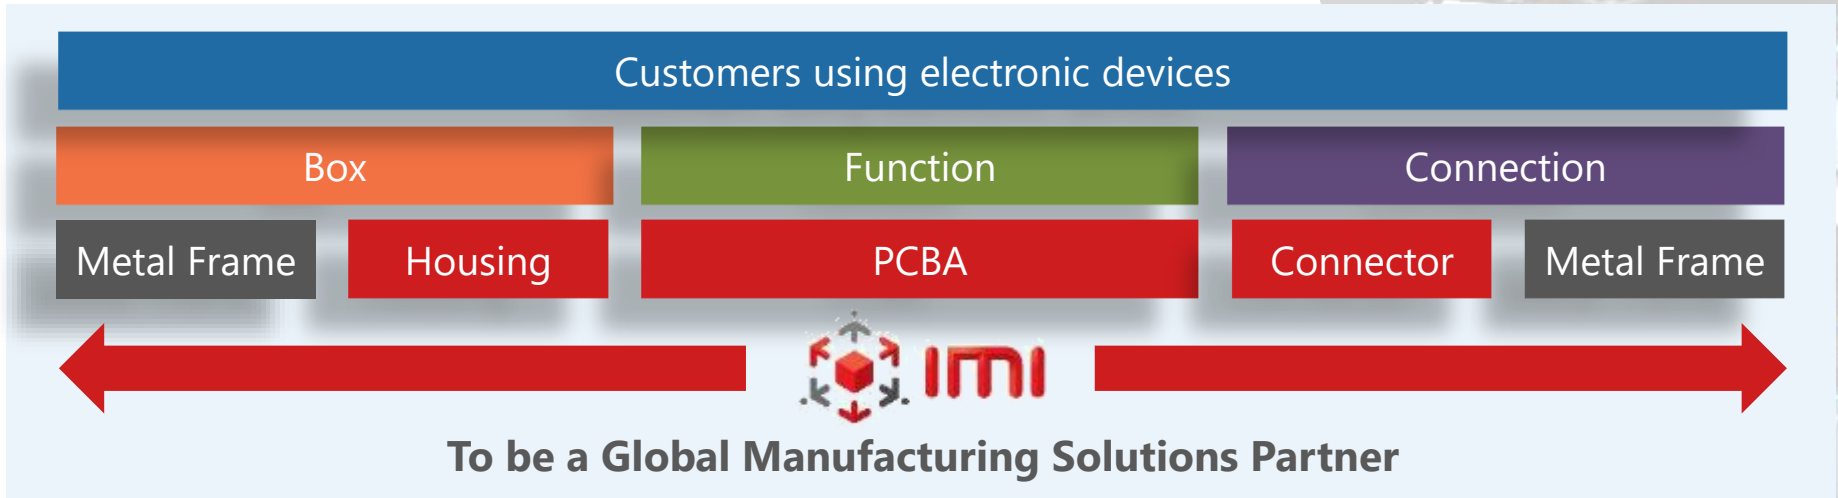 Customers using electronic devices
Box
Function
Connection
Metal Frame
Housing
PCBA
Connector
Metal Frame
IMI
To be a Global Manufacturing Solutions Partner